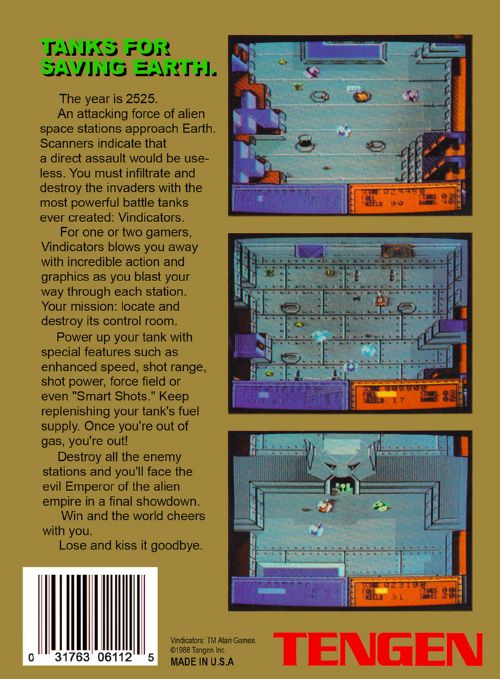 TANKS FOR
SAVING EARTH.
The year is 2525.
An attacking force of alien
space stations approach Earth.
Scanners indicate that
a direct assault would be use-
less. You must infiltrate and
destroy the invaders with the
most powerful battle tanks
ever created: Vindicators.
For one or two gamers,
Vindicators blows you away
with incredible action and
graphics as you blast your
way through each station.
Your mission: locate and
destroy its control room.
Power up your tank with
special features such as
enhanced speed, shot range,
shot power, force field or
even "Smart Shots." Keep
replenishing your tank's fuel
supply. Once you're out of
gas, you're out!
Destroy all the enemy
stations and you'll face the
evil Emperor of the alien
empire in a final showdown.
Win and the world cheers
with you.
Lose and kiss it goodbye.
0 31763 06112 5
Vindicators: TM Atari Games
©1988 Tangen Inc.
MADE IN U.S.A
TENGEN